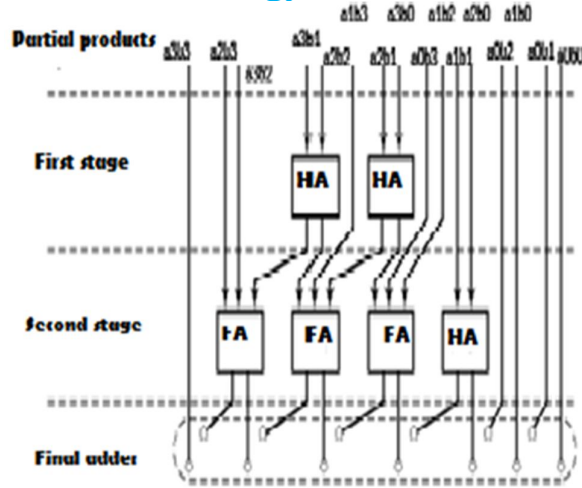 a1b3 a3b0 a1b2 a2b0 a1b0
Partial products a3b3 a2b3 a3b1 a2b2 a2b1 a0b3 a1b1 a0b2 a0b1 a0b0
a3b2
First stage
HA HA
Second stage
FA FA FA HA
Final adder